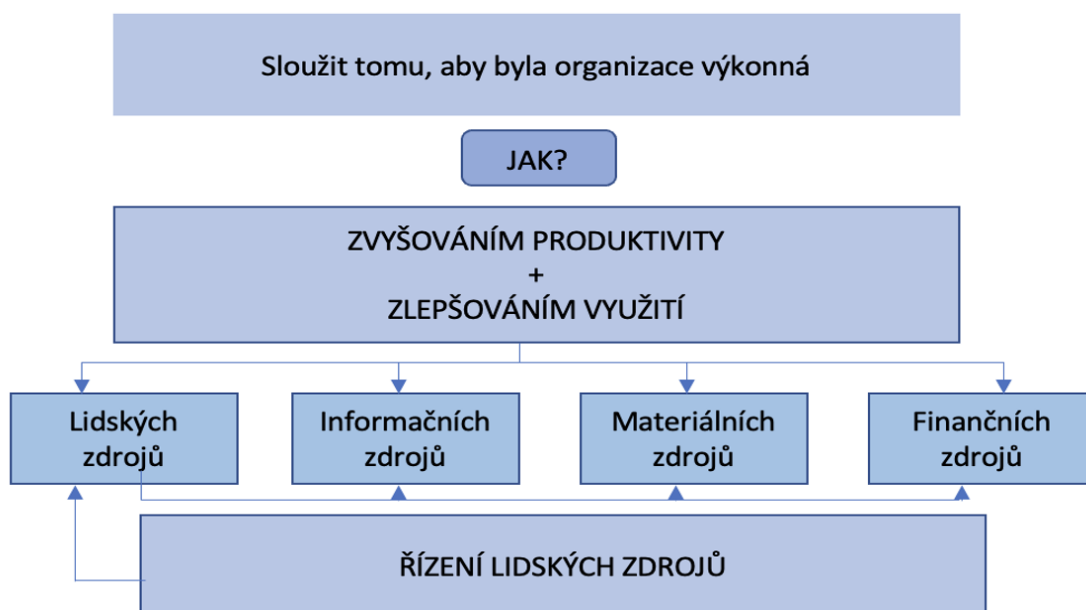 Sloužit tomu, aby byla organizace výkonná
JAK?
ZVYŠOVÁNÍM PRODUKTIVITY
+
ZLEPŠOVÁNÍM VYUŽITÍ
Lidských
zdrojů
Informačních
zdrojů
Materiálních
zdrojů
Finančních
zdrojů
ŘÍZENÍ LIDSKÝCH ZDROJŮ